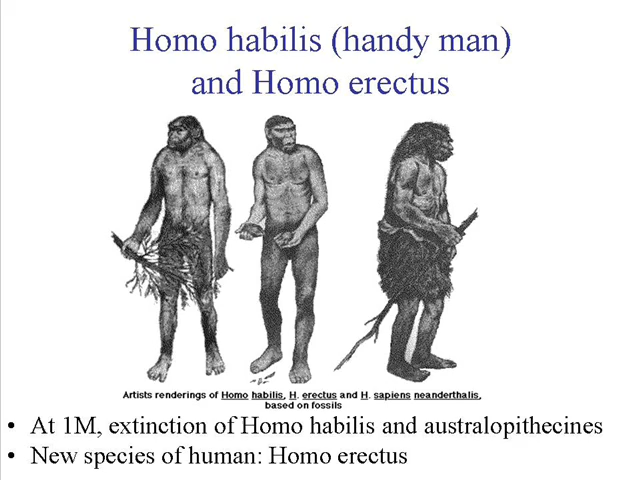 Homo habilis (handy man)
and Homo erectus
Artists renderings of Homo habilis, H. erectus and H. sapiens neanderthalis,
based on fossils
• At 1M, extinction of Homo habilis and australopithecines
• New species of human: Homo erectus